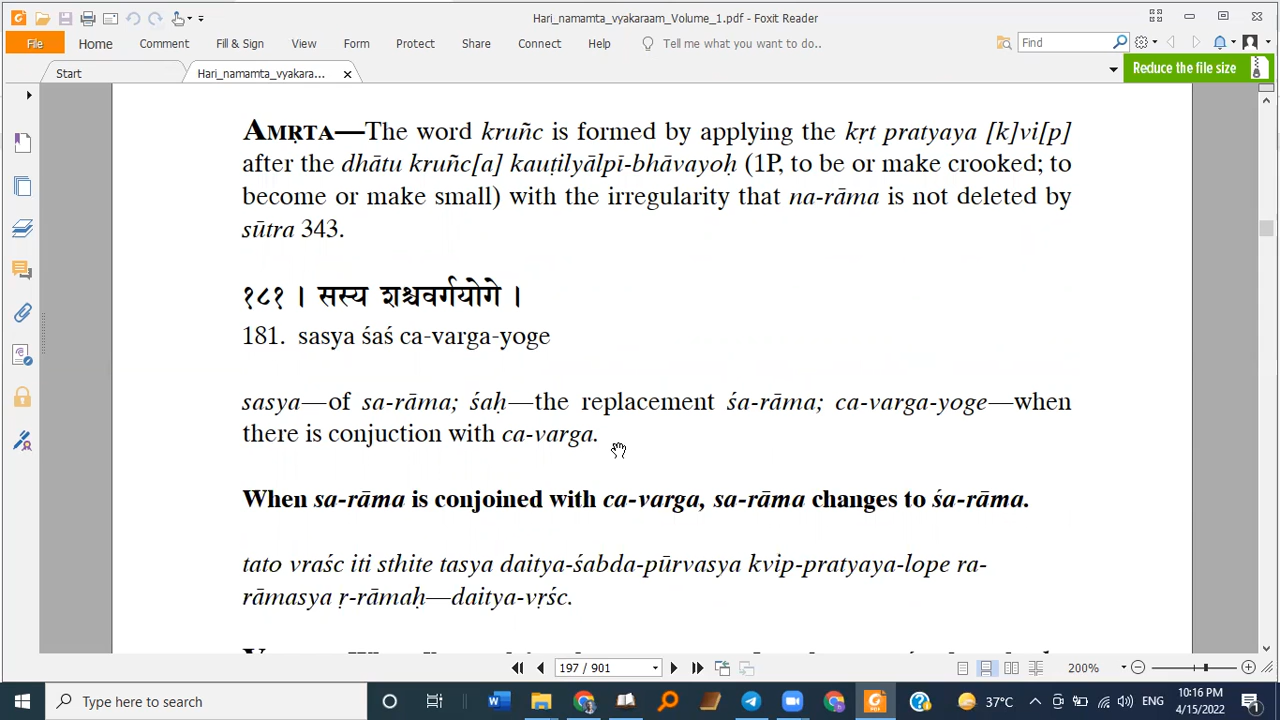 Hari_namamta_vyakaraam_Volume_1.pdf - Foxit Reader
File Home Comment Fill & Sign View Form Protect Share Connect Help Tell me what you want to do.. Find
Start Hari_namamta_vyakara... Reduce the file size
AMṚTA—The word kruñc is formed by applying the kṛt pratyaya [k]vi[p]
after the dhātu kruñc[a] kauṭilyālpī-bhāvayoḥ (1P, to be or make crooked; to
become or make small) with the irregularity that na-rāma is not deleted by
sūtra 343.
१८१ । सस्य शश्चवर्गयोगे ।
181. sasya śaś ca-varga-yoge
sasya—of sa-rāma; śaḥ—the replacement śa-rāma; ca-varga-yoge—when
there is conjuction with ca-varga.
When sa-rāma is conjoined with ca-varga, sa-rāma changes to śa-rāma.
tato vraśc iti sthite tasya daitya-śabda-pūrvasya kvip-pratyaya-lope ra-
rāmasya ṛ-rāmaḥ—daitya-vṛśc.
197 / 901 200%
Type here to search 37°C ENG 10:16 PM
4/15/2022